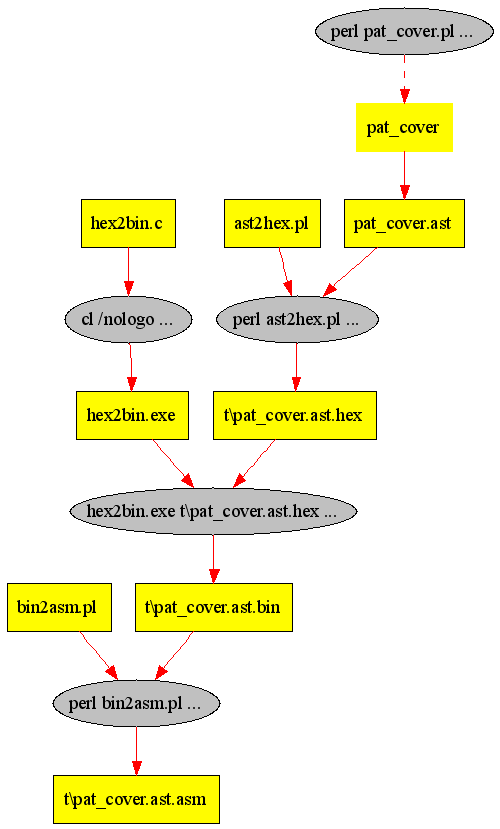 perl pat_cover.pl ...
pat_cover
hex2bin.c
ast2hex.pl
pat_cover.ast
cl /nologo ...
perl ast2hex.pl ...
hex2bin.exe
t\pat_cover.ast.hex
hex2bin.exe t\pat_cover.ast.hex ...
bin2asm.pl
t\pat_cover.ast.bin
perl bin2asm.pl ...
t\pat_cover.ast.asm